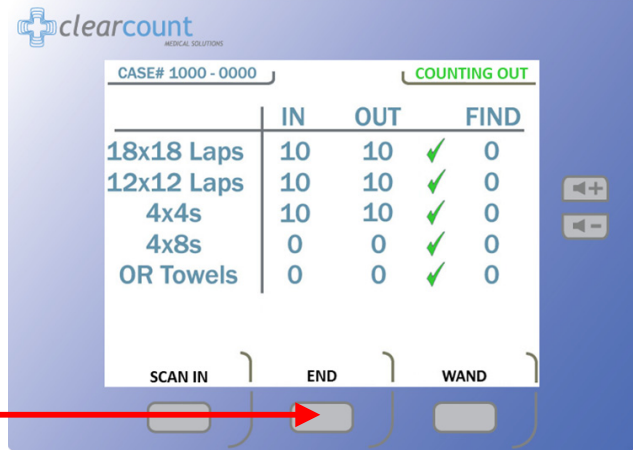 clearcount
MEDICAL SOLUTIONS
CASE# 1000 - 0000 COUNTING OUT
IN OUT FIND
18x18 Laps 10 10 ✓ 0
12x12 Laps 10 10 ✓ 0
4x4s 10 10 ✓ 0
4x8s 0 0 ✓ 0
OR Towels 0 0 ✓ 0
SCAN IN END WAND